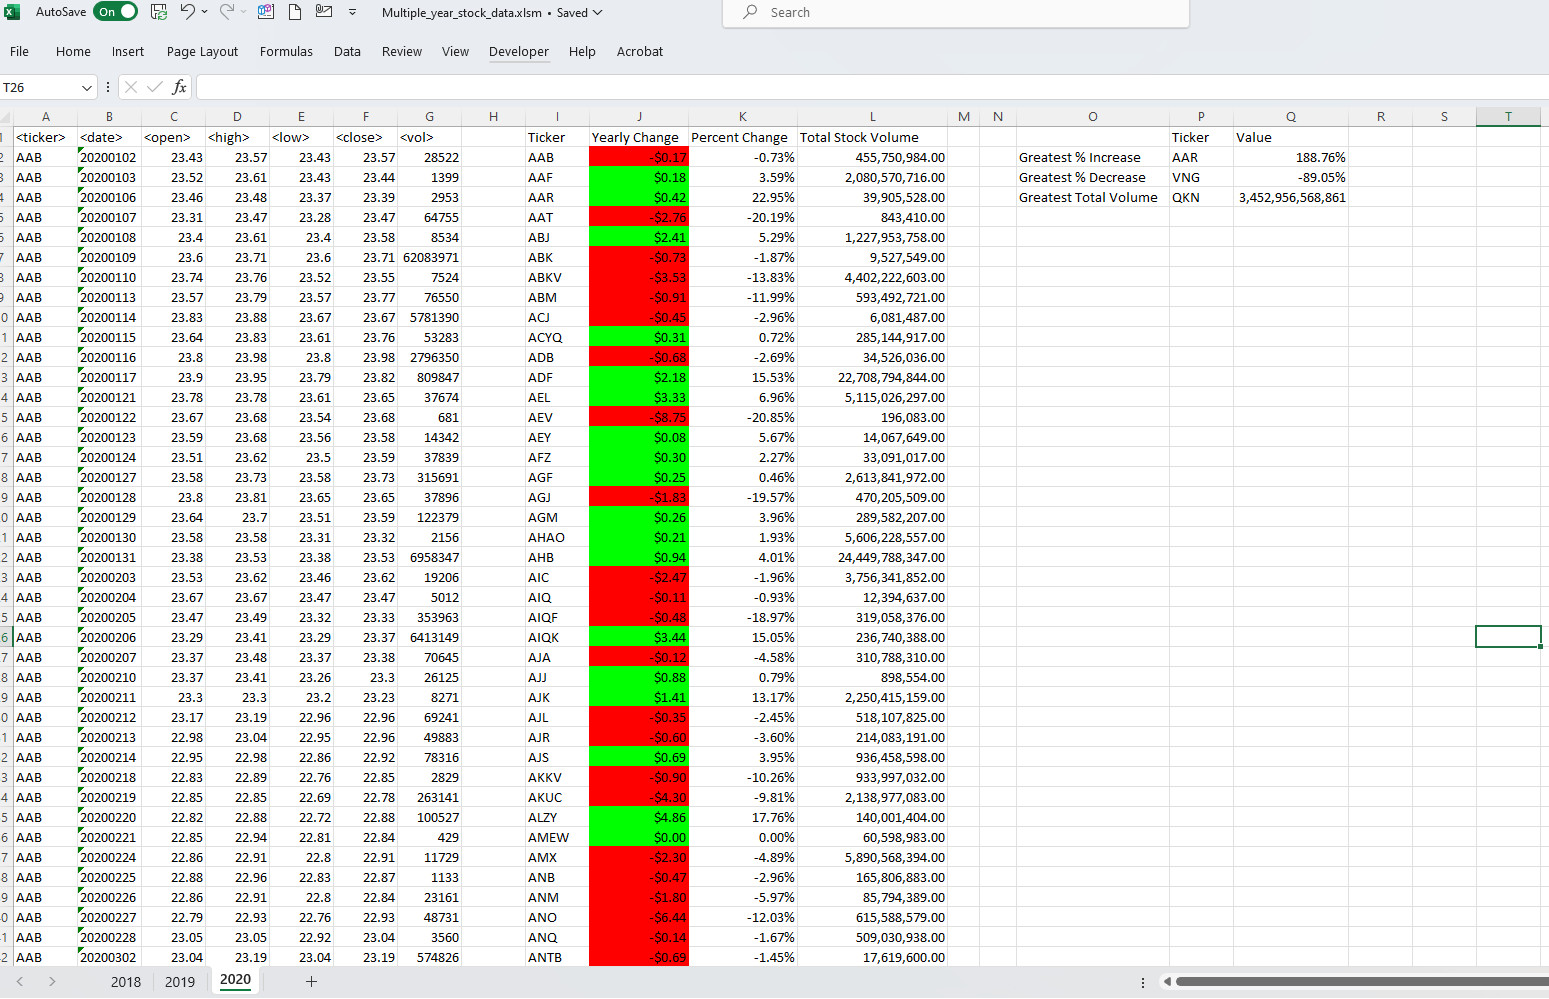 AutoSave On Multiple_year_stock_data.xlsm • Saved Search
File Home Insert Page Layout Formulas Data Review View Developer Help Acrobat
T26 fx
A B C D E F G H I J K L M N O P Q R S T
<ticker> <date> <open> <high> <low> <close> <vol> Ticker Yearly Change Percent Change Total Stock Volume Ticker Value
AAB 20200102 23.43 23.57 23.43 23.57 28522 AAB -$0.17 -0.73% 455,750,984.00 Greatest % Increase AAR 188.76%
AAB 20200103 23.52 23.61 23.43 23.44 1399 AAF $0.18 3.59% 2,080,570,716.00 Greatest % Decrease VNG -89.05%
AAB 20200106 23.46 23.48 23.37 23.39 2953 AAR $0.42 22.95% 39,905,528.00 Greatest Total Volume QKN 3,452,956,568,861
AAB 20200107 23.31 23.47 23.28 23.47 64755 AAT -$2.76 -20.19% 843,410.00
AAB 20200108 23.4 23.61 23.4 23.58 8534 ABJ $2.41 5.29% 1,227,953,758.00
AAB 20200109 23.6 23.71 23.6 23.71 62083971 ABK -$0.73 -1.87% 9,527,549.00
AAB 20200110 23.74 23.76 23.52 23.55 7524 ABKV -$3.53 -13.83% 4,402,222,603.00
AAB 20200113 23.57 23.79 23.57 23.77 76550 ABM -$0.91 -11.99% 593,492,721.00
AAB 20200114 23.83 23.88 23.67 23.67 5781390 ACJ -$0.45 -2.96% 6,081,487.00
AAB 20200115 23.64 23.83 23.61 23.76 53283 ACYQ $0.31 0.72% 285,144,917.00
AAB 20200116 23.8 23.98 23.8 23.98 2796350 ADB -$0.68 -2.69% 34,526,036.00
AAB 20200117 23.9 23.95 23.79 23.82 809847 ADF $2.18 15.53% 22,708,794,844.00
AAB 20200121 23.78 23.78 23.61 23.65 37674 AEL $3.33 6.96% 5,115,026,297.00
AAB 20200122 23.67 23.68 23.54 23.68 681 AEV -$8.75 -20.85% 196,083.00
AAB 20200123 23.59 23.68 23.56 23.58 14342 AEY $0.08 5.67% 14,067,649.00
AAB 20200124 23.51 23.62 23.5 23.59 37839 AFZ $0.30 2.27% 33,091,017.00
AAB 20200127 23.58 23.73 23.58 23.73 315691 AGF $0.25 0.46% 2,613,841,972.00
AAB 20200128 23.8 23.81 23.65 23.65 37896 AGJ -$1.83 -19.57% 470,205,509.00
AAB 20200129 23.64 23.7 23.51 23.59 122379 AGM $0.26 3.96% 289,582,207.00
AAB 20200130 23.58 23.58 23.31 23.32 2156 AHAO $0.21 1.93% 5,606,228,557.00
AAB 20200131 23.38 23.53 23.38 23.53 6958347 AHB $0.94 4.01% 24,449,788,347.00
AAB 20200203 23.53 23.62 23.46 23.62 19206 AIC -$2.47 -1.96% 3,756,341,852.00
AAB 20200204 23.67 23.67 23.47 23.47 5012 AIQ -$0.11 -0.93% 12,394,637.00
AAB 20200205 23.47 23.49 23.32 23.33 353963 AIQF -$0.48 -18.97% 319,058,376.00
AAB 20200206 23.29 23.41 23.29 23.37 6413149 AIQK $3.44 15.05% 236,740,388.00
AAB 20200207 23.37 23.48 23.37 23.38 70645 AJA -$0.12 -4.58% 310,788,310.00
AAB 20200210 23.37 23.41 23.26 23.3 26125 AJJ $0.88 0.79% 898,554.00
AAB 20200211 23.3 23.3 23.2 23.23 8271 AJK $1.41 13.17% 2,250,415,159.00
AAB 20200212 23.17 23.19 22.96 22.96 69241 AJL -$0.35 -2.45% 518,107,825.00
AAB 20200213 22.98 23.04 22.95 22.96 49883 AJR -$0.60 -3.60% 214,083,191.00
AAB 20200214 22.95 22.98 22.86 22.92 78316 AJS $0.69 3.95% 936,458,598.00
AAB 20200218 22.83 22.89 22.76 22.85 2829 AKKV -$0.90 -10.26% 933,997,032.00
AAB 20200219 22.85 22.85 22.69 22.78 263141 AKUC -$4.30 -9.81% 2,138,977,083.00
AAB 20200220 22.82 22.88 22.72 22.88 100527 ALZY $4.86 17.76% 140,001,404.00
AAB 20200221 22.85 22.94 22.81 22.84 429 AMEW $0.00 0.00% 60,598,983.00
AAB 20200224 22.86 22.91 22.8 22.91 11729 AMX -$2.30 -4.89% 5,890,568,394.00
AAB 20200225 22.88 22.96 22.83 22.87 1133 ANB -$0.47 -2.96% 165,806,883.00
AAB 20200226 22.86 22.91 22.8 22.84 23161 ANM -$1.80 -5.97% 85,794,389.00
AAB 20200227 22.79 22.93 22.76 22.93 48731 ANO -$6.44 -12.03% 615,588,579.00
AAB 20200228 23.05 23.05 22.92 23.04 3560 ANQ -$0.14 -1.67% 509,030,938.00
AAB 20200302 23.04 23.19 23.04 23.19 574826 ANTB -$0.69 -1.45% 17,619,600.00
2018 2019 2020